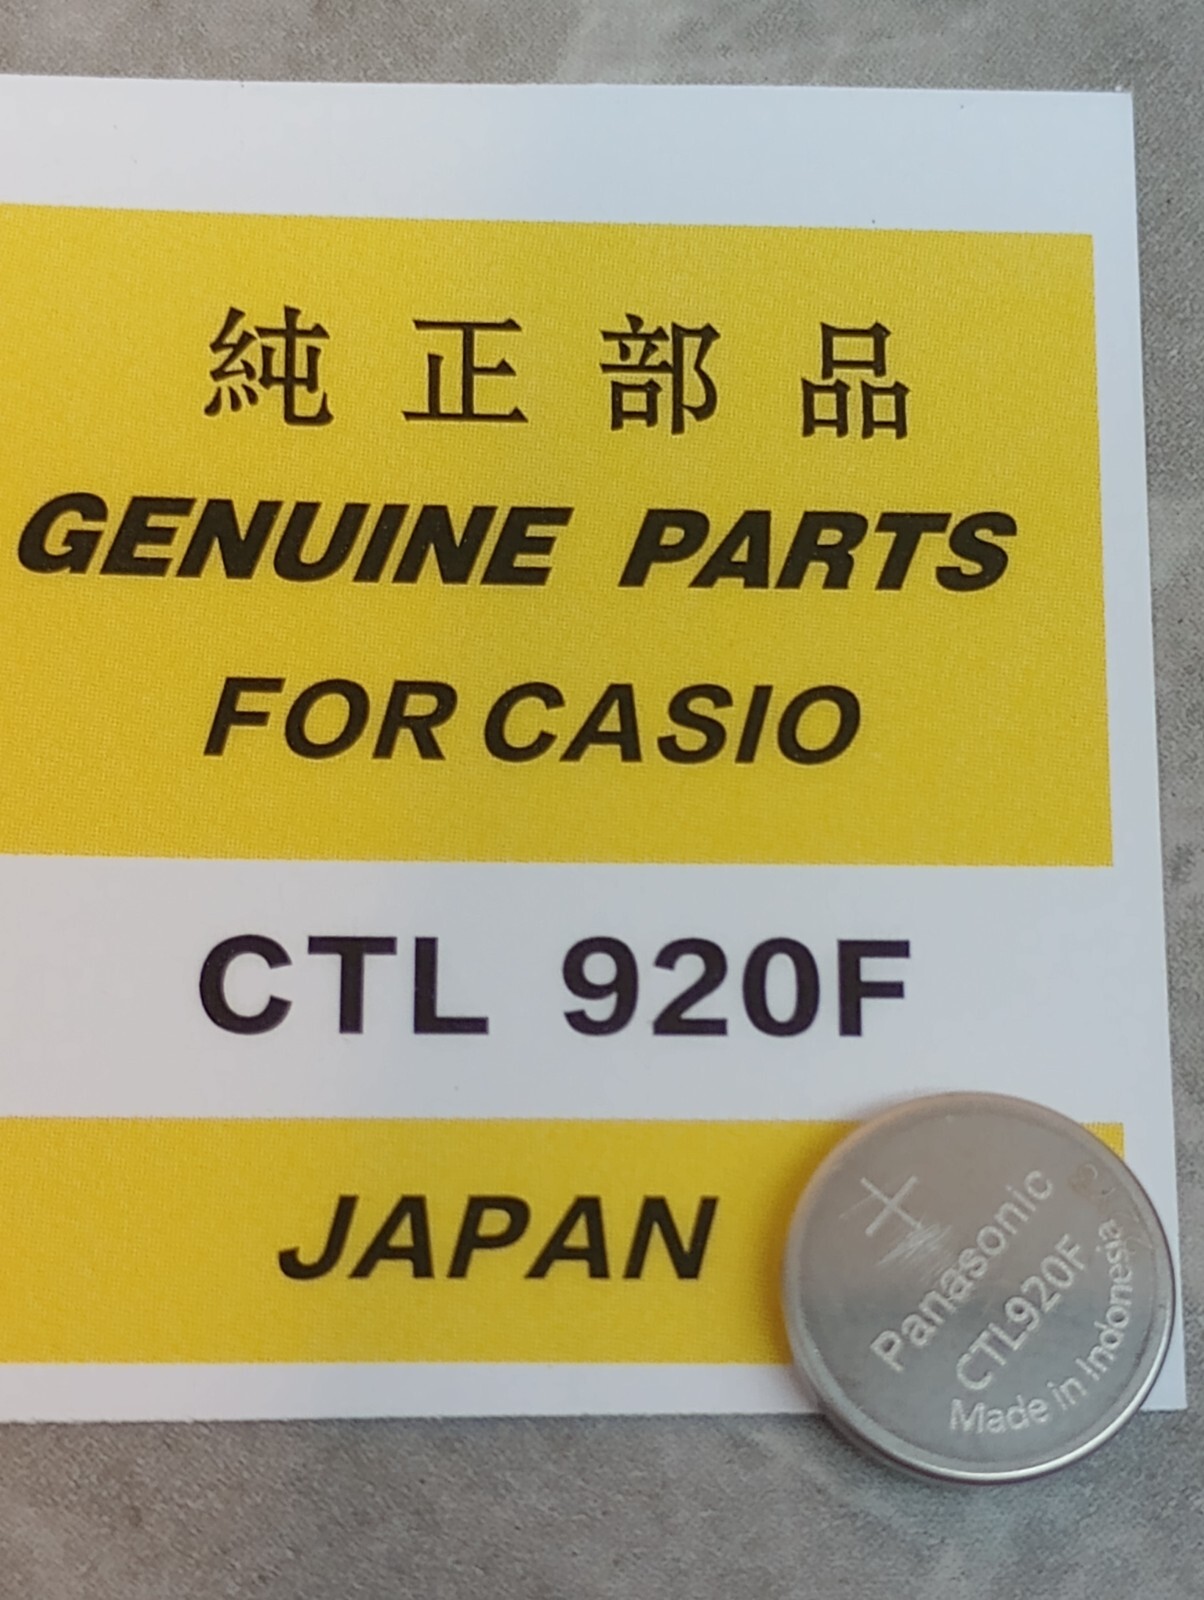 純正部品
GENUINE PARTS
FOR CASIO
CTL 920F
JAPAN
+
Panasonic
CTL920F
Made in Indonesia